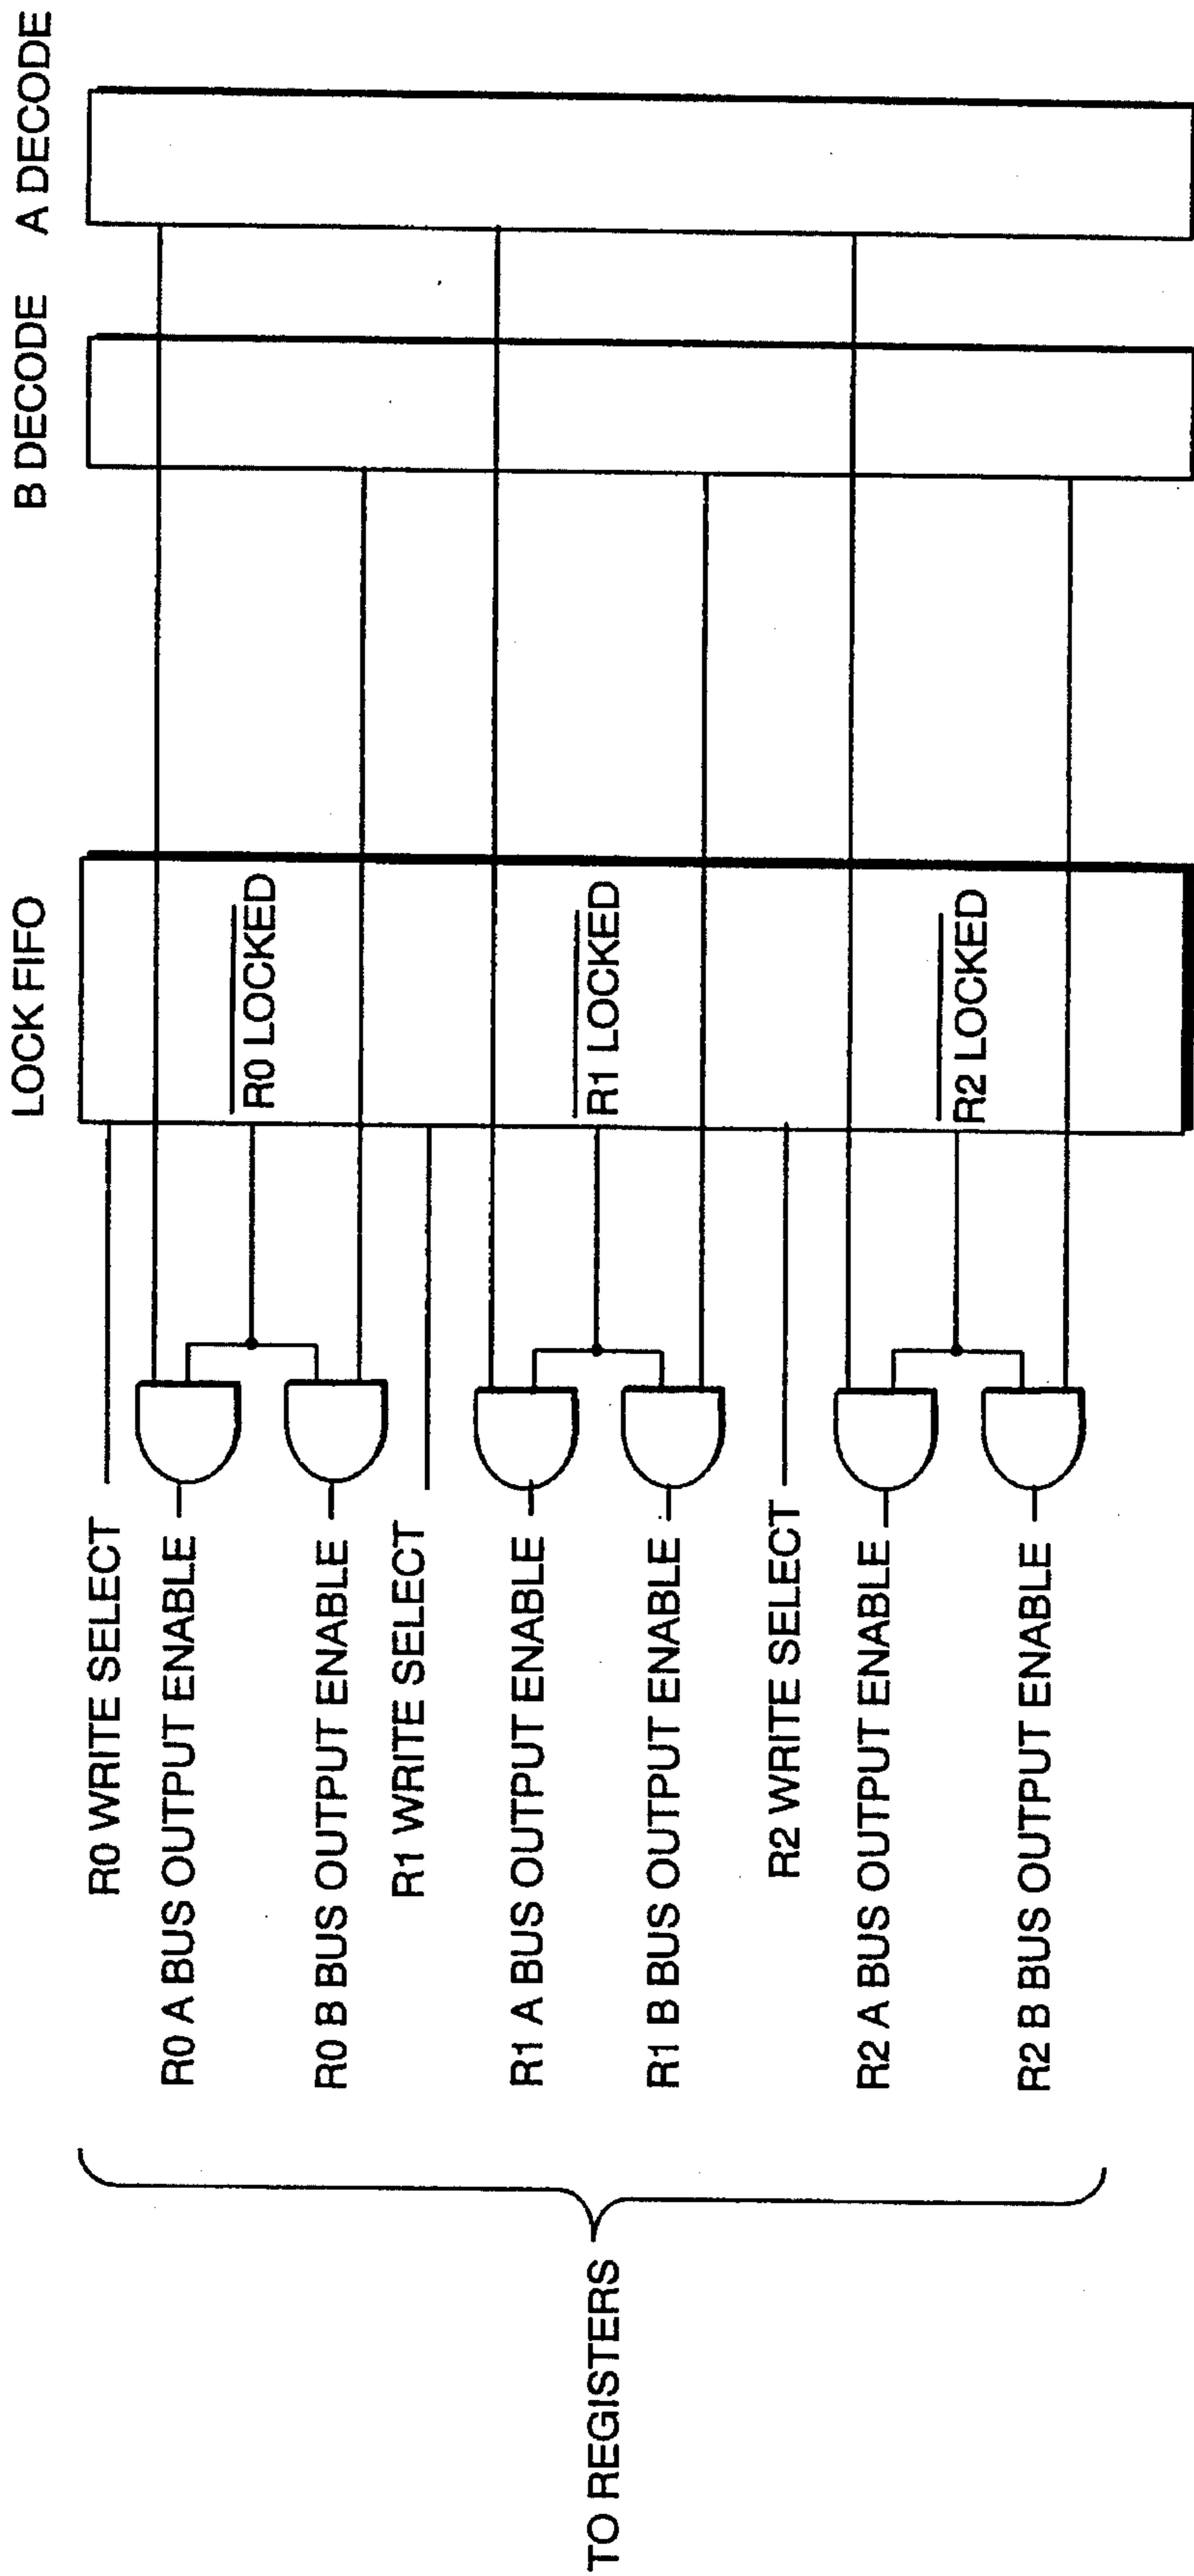 A DECODE
B DECODE
LOCK FIFO
R0 LOCKED
R1 LOCKED
R2 LOCKED
R0 WRITE SELECT
R0 A BUS OUTPUT ENABLE
R0 B BUS OUTPUT ENABLE
R1 WRITE SELECT
R1 A BUS OUTPUT ENABLE
R1 B BUS OUTPUT ENABLE
R2 WRITE SELECT
R2 A BUS OUTPUT ENABLE
R2 B BUS OUTPUT ENABLE
TO REGISTERS